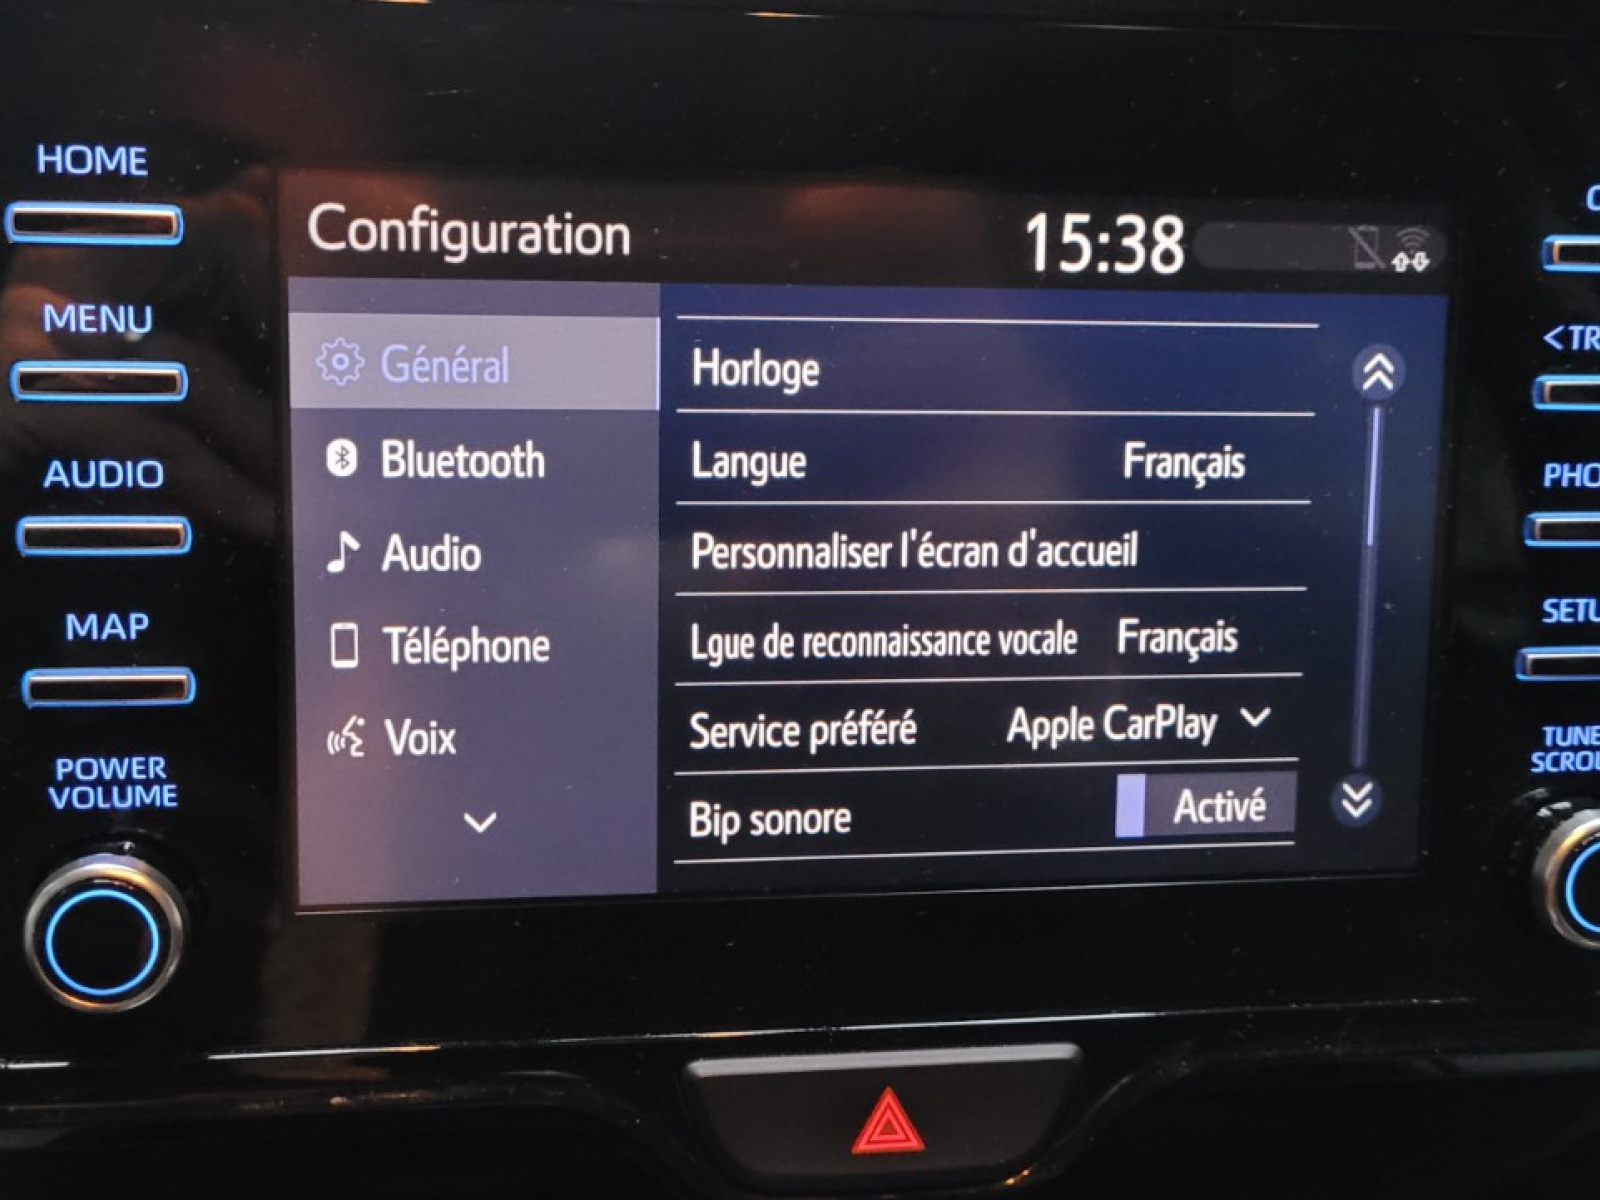 HOME
MENU
AUDIO
MAP
POWER
VOLUME
Configuration
15:38
Général
Bluetooth
Audio
Téléphone
Voix
Horloge
Langue Français
Personnaliser l'écran d'accueil
Lgue de reconnaissance vocale Français
Service préféré Apple CarPlay
Bip sonore Activé
<TR
PHO
SETU
TUNE
SCROL